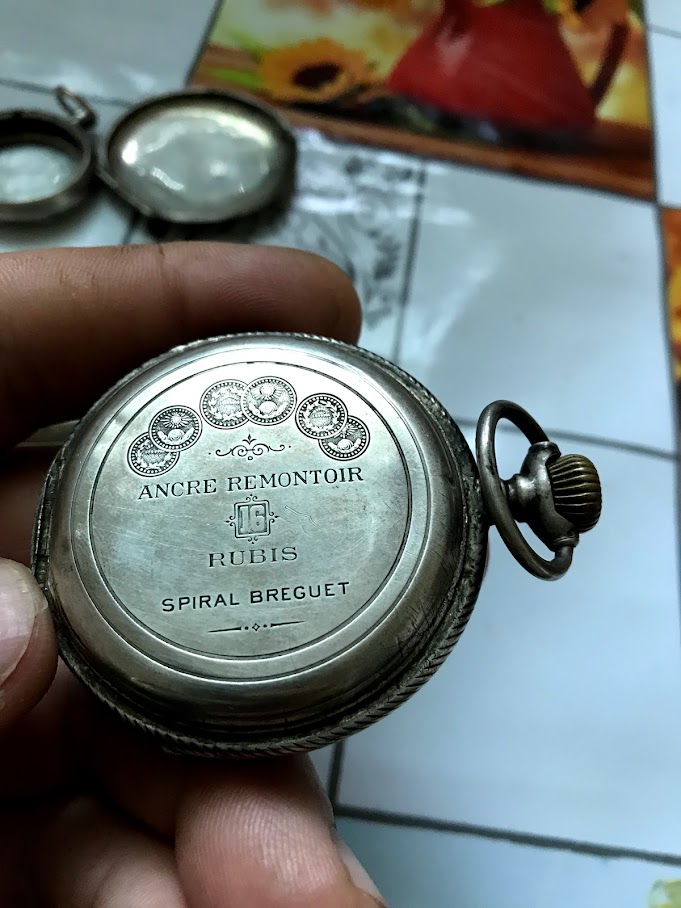 ANCRE REMONTOIR
16
RUBIS
SPIRAL BREGUET